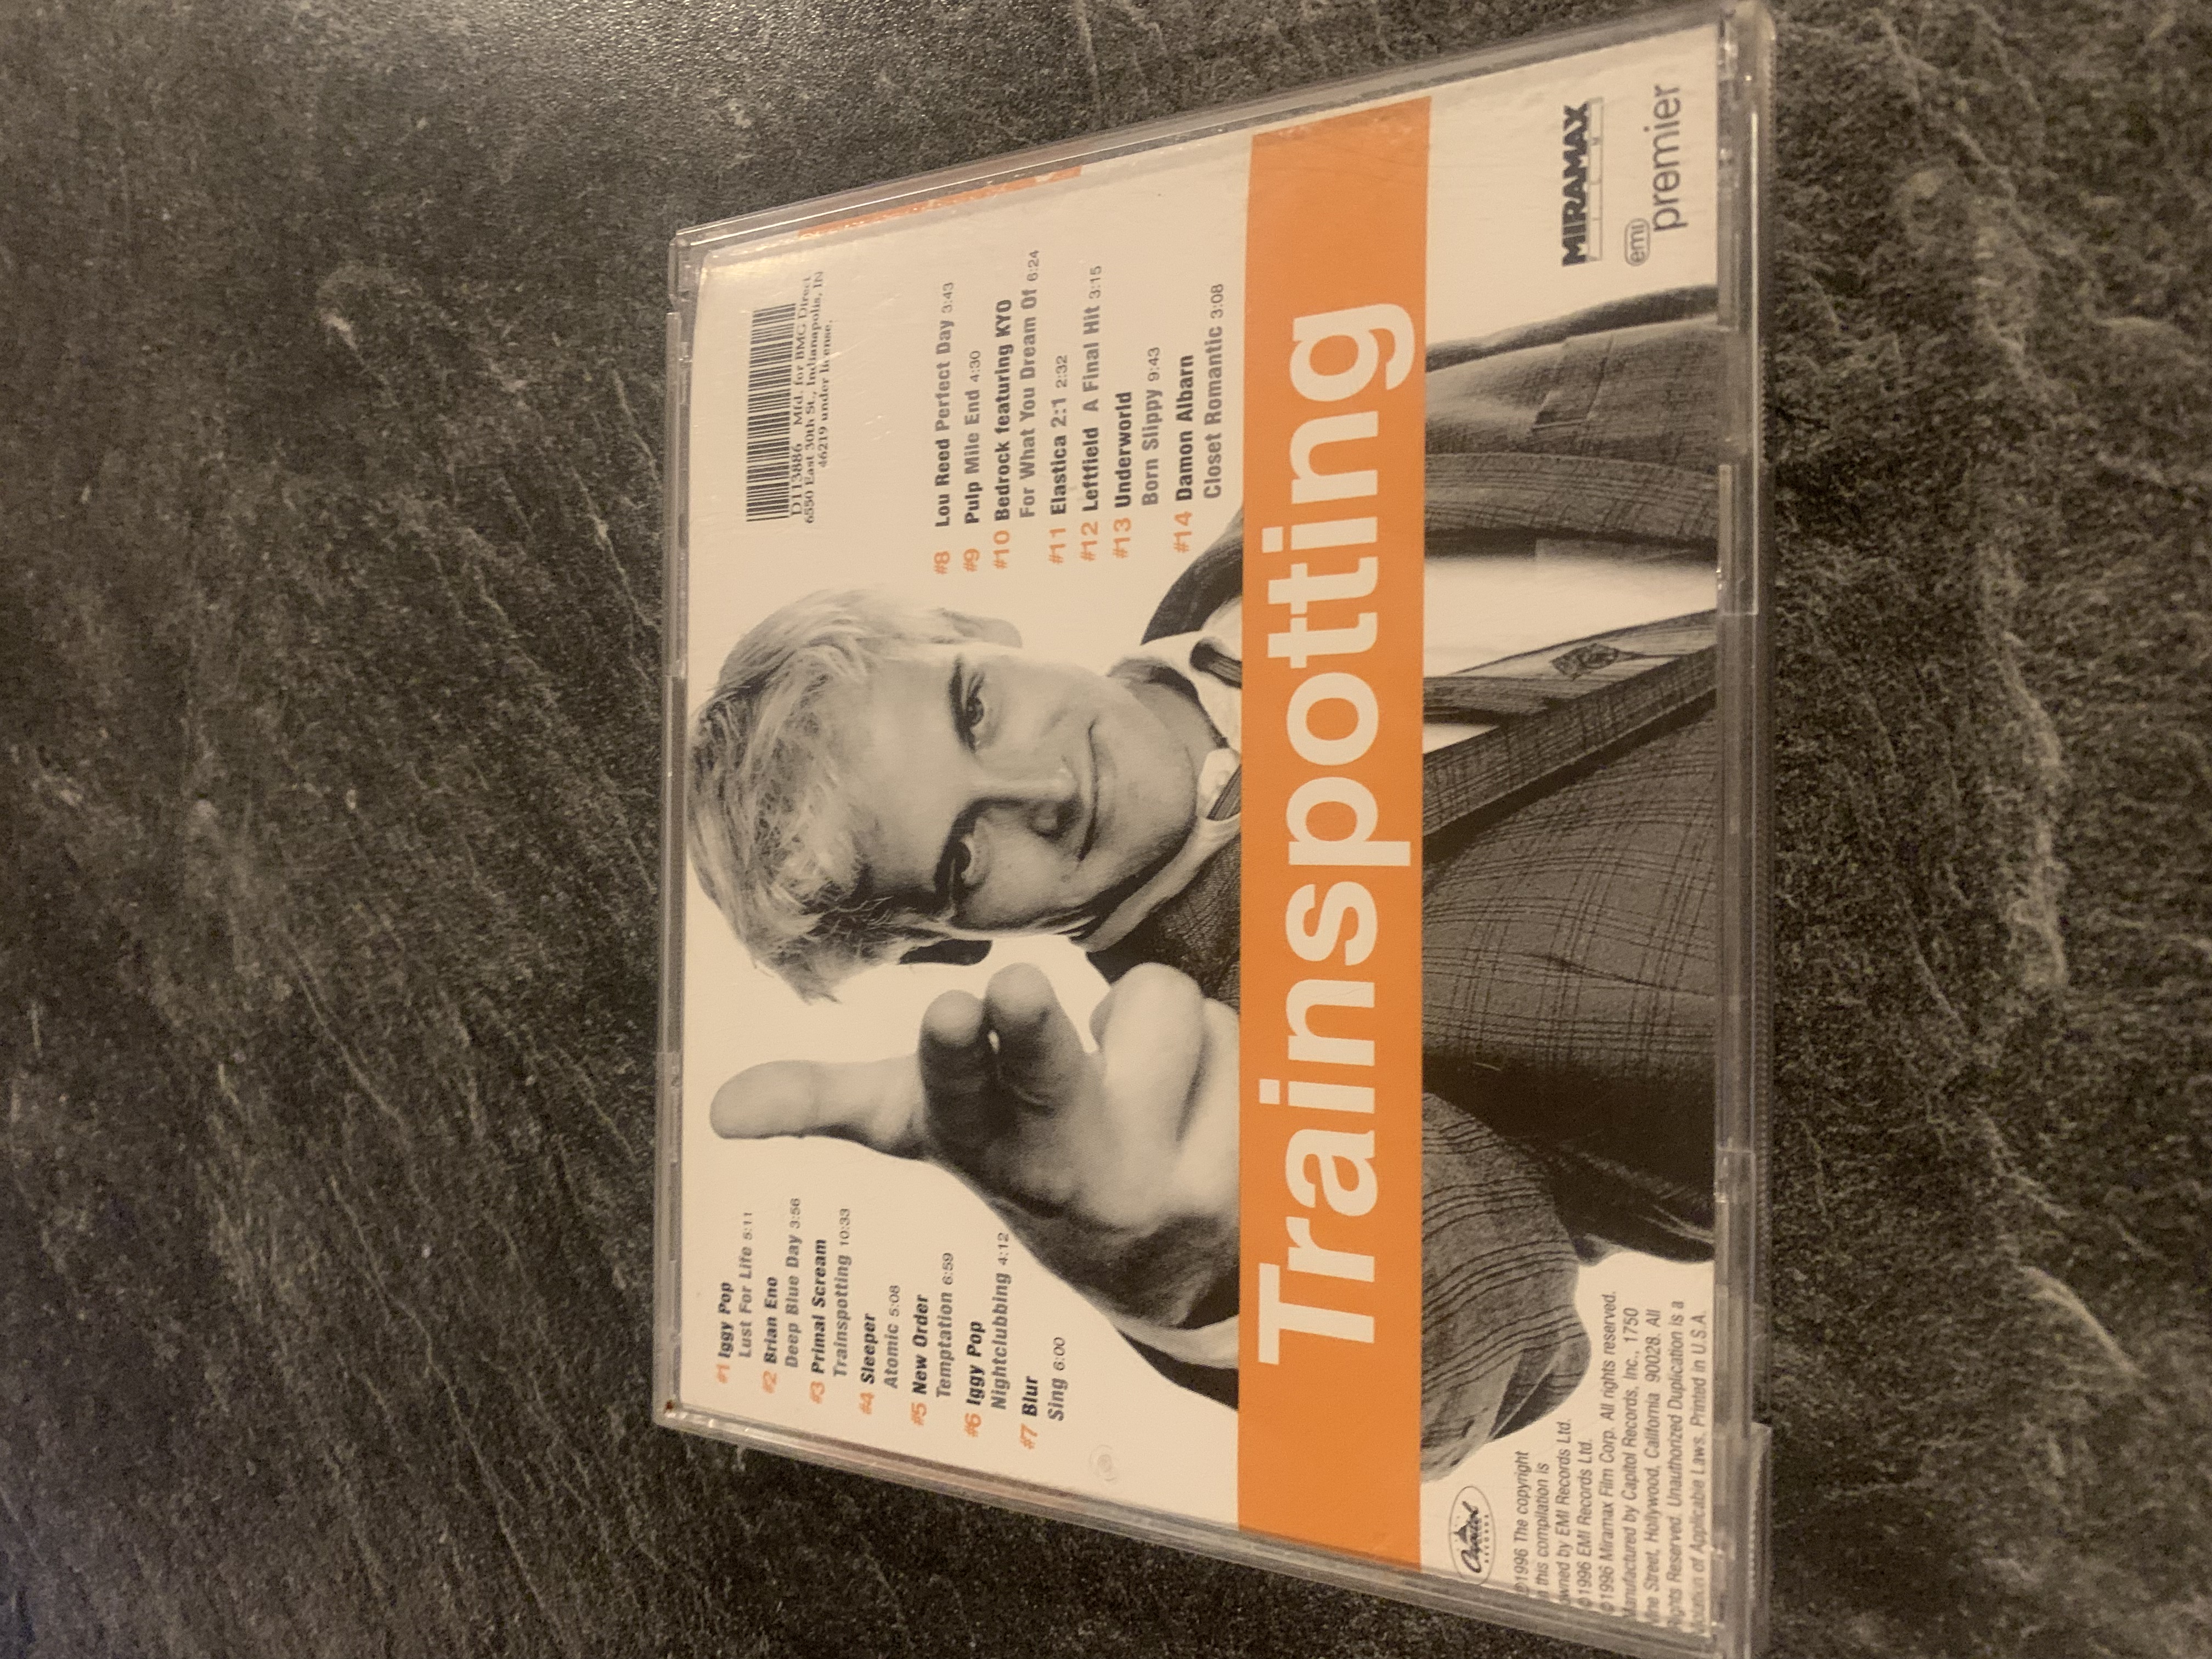 #1 Iggy Pop
Lust For Life 5:11
#2 Brian Eno
Deep Blue Day 3:56
#3 Primal Scream
Trainspotting 10:33
#4 Sleeper
Atomic 5:08
#5 New Order
Temptation 6:59
#6 Iggy Pop
Nightclubbing 4:12
#7 Blur
Sing 6:00
D113886 Mfd. for BMG Direct
6550 East 30th St., Indianapolis, IN
46219 under license.
#8 Lou Reed Perfect Day 3:43
#9 Pulp Mile End 4:30
#10 Bedrock featuring KYO
For What You Dream Of 6:24
#11 Elastica 2:1 2:32
#12 Leftfield A Final Hit 3:15
#13 Underworld
Born Slippy 9:43
#14 Damon Albarn
Closet Romantic 3:08
Trainspotting
Capitol
RECORDS
℗1996 The copyright
this compilation is
owned by EMI Records Ltd.
©1996 EMI Records Ltd.
©1996 Miramax Film Corp. All rights reserved.
Manufactured by Capitol Records, Inc., 1750
Vine Street, Hollywood, California 90028. All
Rights Reserved. Unauthorized Duplication is a
Violation of Applicable Laws. Printed in U.S.A.
MIRAMAX
emi
premier